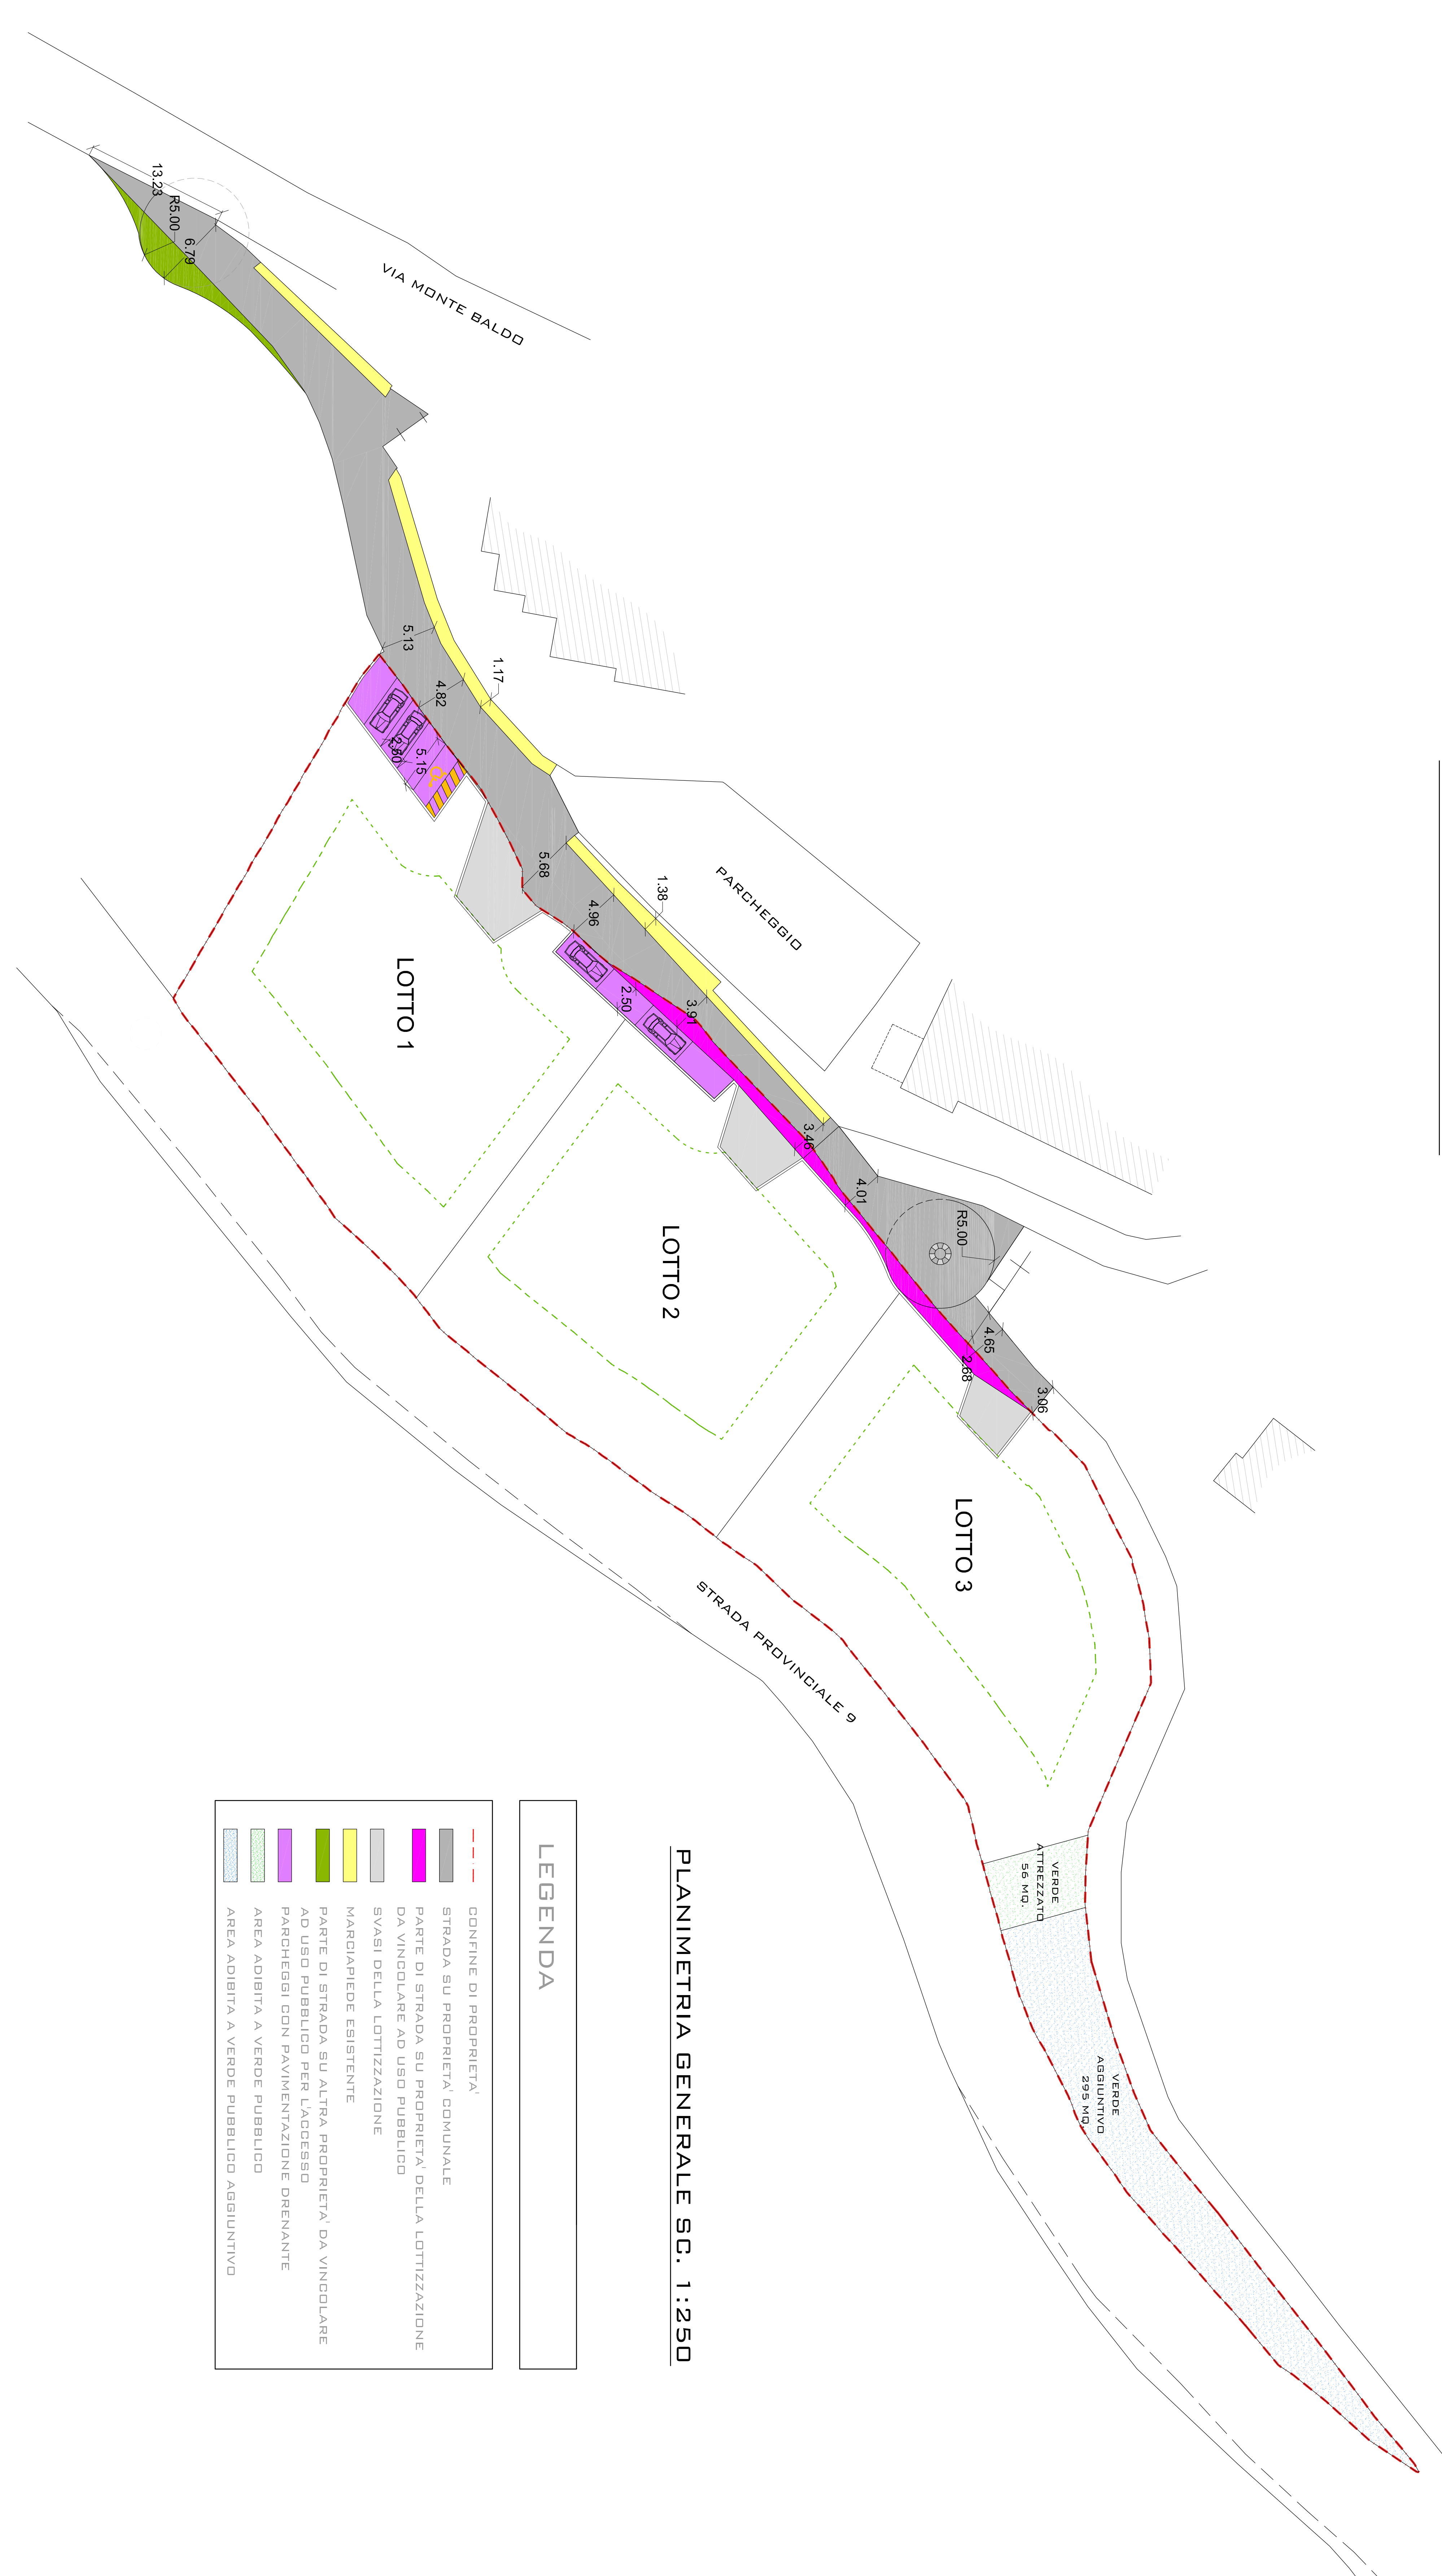 VIA MONTE BALDO
13.23
R5.00
6.79
5.13
4.82
1.17
2.50
5.15
5.68
4.96
1.38
PARCHEGGIO
2.50
3.91
3.46
4.01
R5.00
4.65
2.68
3.06
LOTTO 1
LOTTO 2
LOTTO 3
STRADA PROVINCIALE 9
VERDE
ATTREZZATO
56 MQ.
VERDE
AGGIUNTIVO
295 MQ.
PLANIMETRIA GENERALE SC. 1:250
LEGENDA
CONFINE DI PROPRIETA'
STRADA SU PROPRIETA' COMUNALE
PARTE DI STRADA SU PROPRIETA' DELLA LOTTIZZAZIONE
DA VINCOLARE AD USO PUBBLICO
SVASI DELLA LOTTIZZAZIONE
MARCIAPIEDE ESISTENTE
PARTE DI STRADA SU ALTRA PROPRIETA' DA VINCOLARE
AD USO PUBBLICO PER L'ACCESSO
PARCHEGGI CON PAVIMENTAZIONE DRENANTE
AREA ADIBITA A VERDE PUBBLICO
AREA ADIBITA A VERDE PUBBLICO AGGIUNTIVO